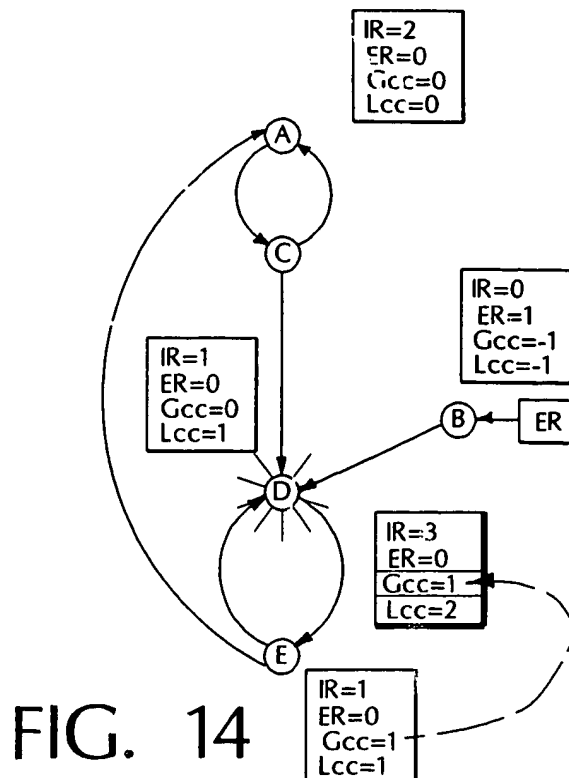 IR=2
ER=0
Gcc=0
Lcc=0
A
C
IR=0
ER=1
Gcc=-1
Lcc=-1
IR=1
ER=0
Gcc=0
Lcc=1
B
ER
D
IR=3
ER=0
Gcc=1
Lcc=2
E
IR=1
ER=0
Gcc=1
Lcc=1
FIG. 14